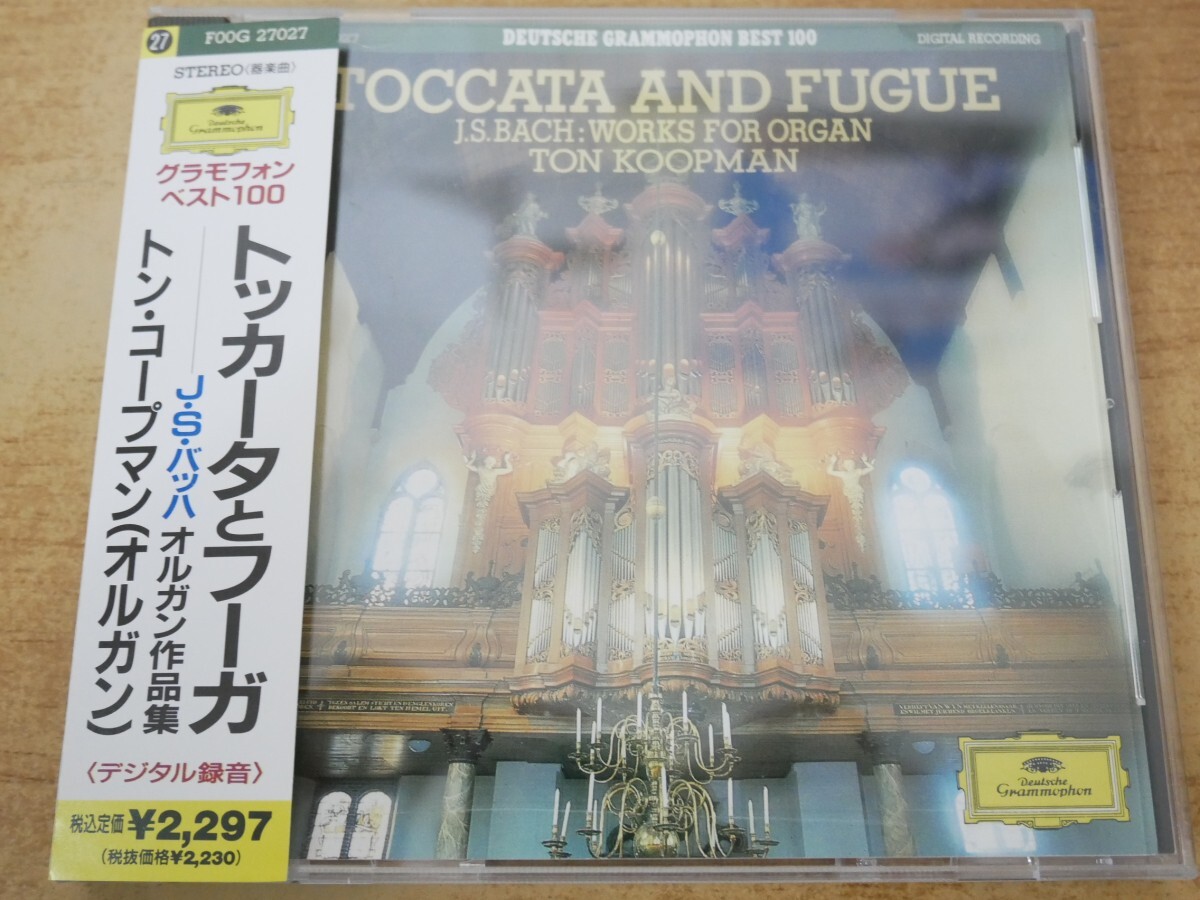 27
F00G 27027
STEREO〈器楽曲〉
Deutsche
Grammophon
グラモフォン
ベスト100
トッカータとフーガ
J・S・バッハ オルガン作品集
トン・コープマン(オルガン)
〈デジタル録音〉
税込定価¥2,297
(税抜価格¥2,230)
DEUTSCHE GRAMMOPHON BEST 100
DIGITAL RECORDING
TOCCATA AND FUGUE
J.S.BACH: WORKS FOR ORGAN
TON KOOPMAN
Deutsche
Grammophon